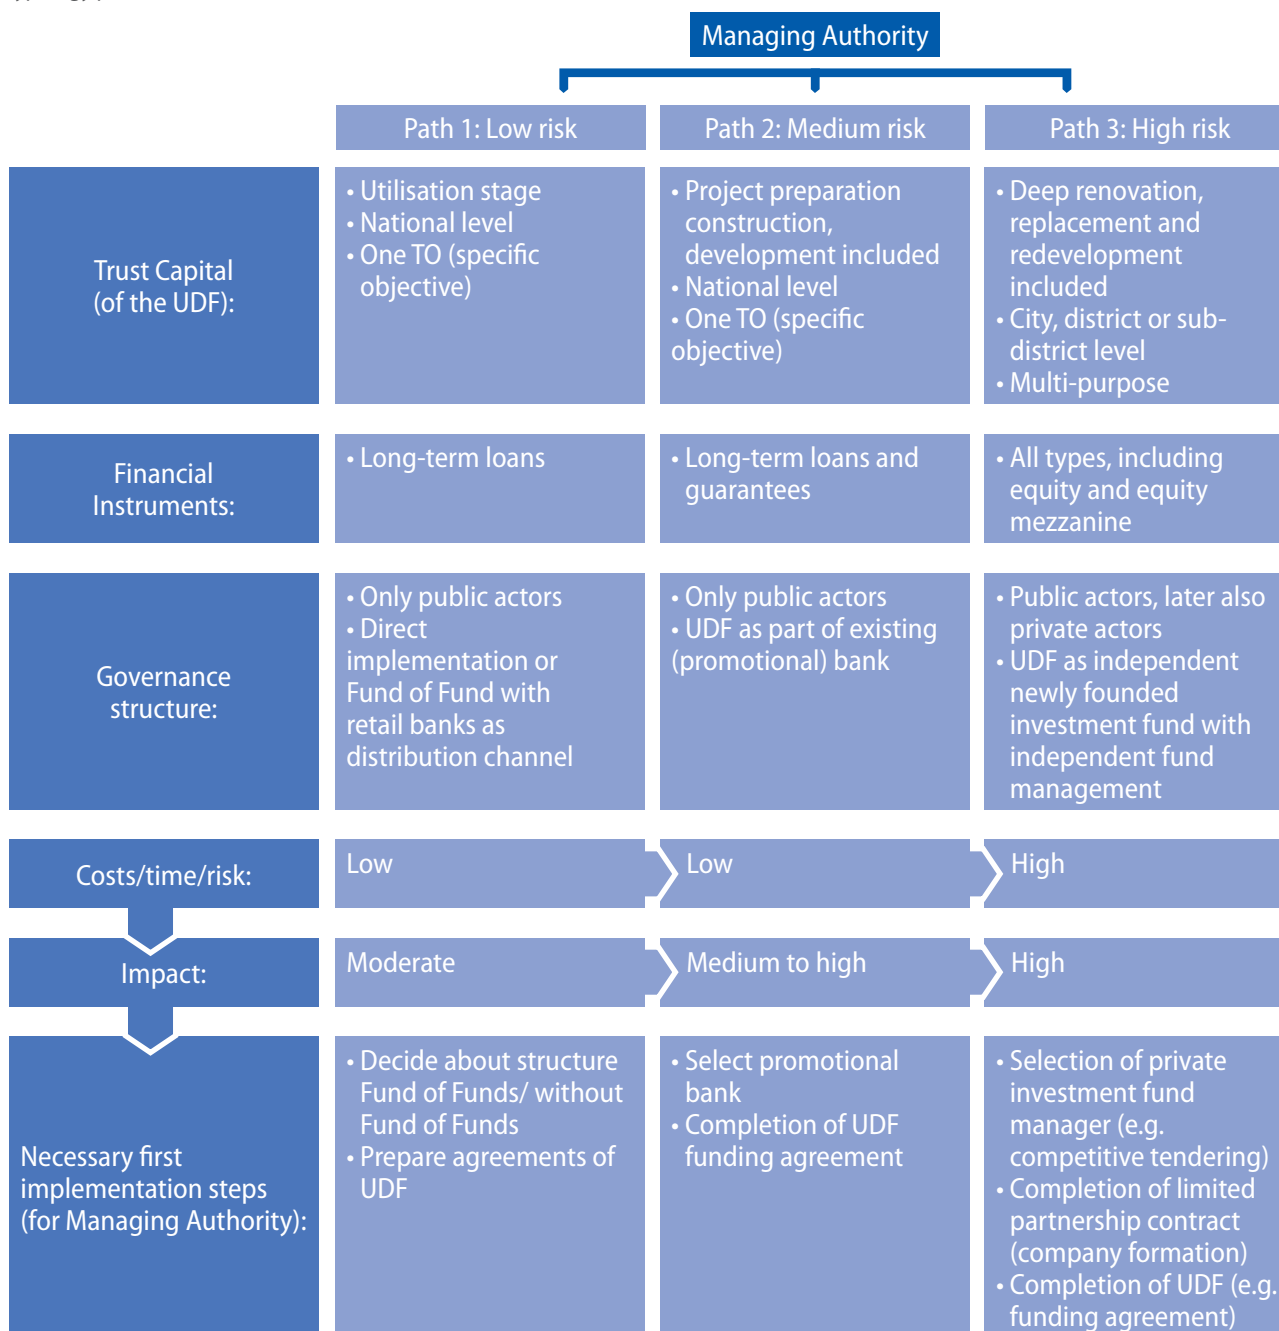 Managing Authority
Path 1: Low risk
Path 2: Medium risk
Path 3: High risk
Trust Capital
(of the UDF):
• Utilisation stage
• National level
• One TO (specific
objective)
• Project preparation
construction,
development included
• National level
• One TO (specific
objective)
• Deep renovation,
replacement and
redevelopment
included
• City, district or sub-
district level
• Multi-purpose
Financial
Instruments:
• Long-term loans
• Long-term loans and
guarantees
• All types, including
equity and equity
mezzanine
Governance
structure:
• Only public actors
• Direct
implementation or
Fund of Fund with
retail banks as
distribution channel
• Only public actors
• UDF as part of existing
(promotional) bank
• Public actors, later also
private actors
• UDF as independent
newly founded
investment fund with
independent fund
management
Costs/time/risk:
Low
Low
High
Impact:
Moderate
Medium to high
High
Necessary first
implementation steps
(for Managing Authority):
• Decide about structure
Fund of Funds/ without
Fund of Funds
• Prepare agreements of
UDF
• Select promotional
bank
• Completion of UDF
funding agreement
• Selection of private
investment fund
manager (e.g.
competitive tendering)
• Completion of limited
partnership contract
(company formation)
• Completion of UDF (e.g.
funding agreement)